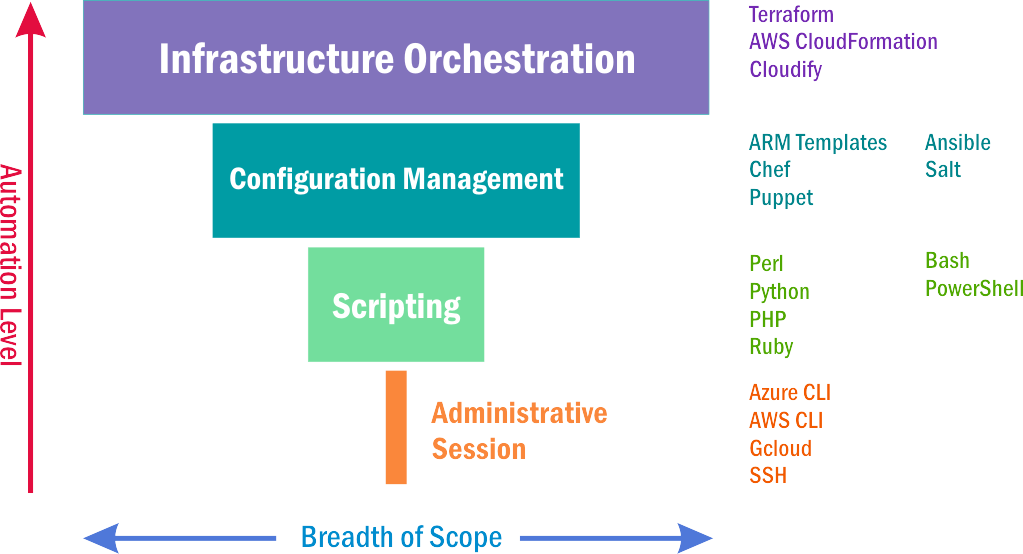 Infrastructure Orchestration
Terraform
AWS CloudFormation
Cloudify
Configuration Management
ARM Templates
Chef
Puppet
Ansible
Salt
Scripting
Perl
Python
PHP
Ruby
Bash
PowerShell
Administrative
Session
Azure CLI
AWS CLI
Gcloud
SSH
Automation Level
Breadth of Scope